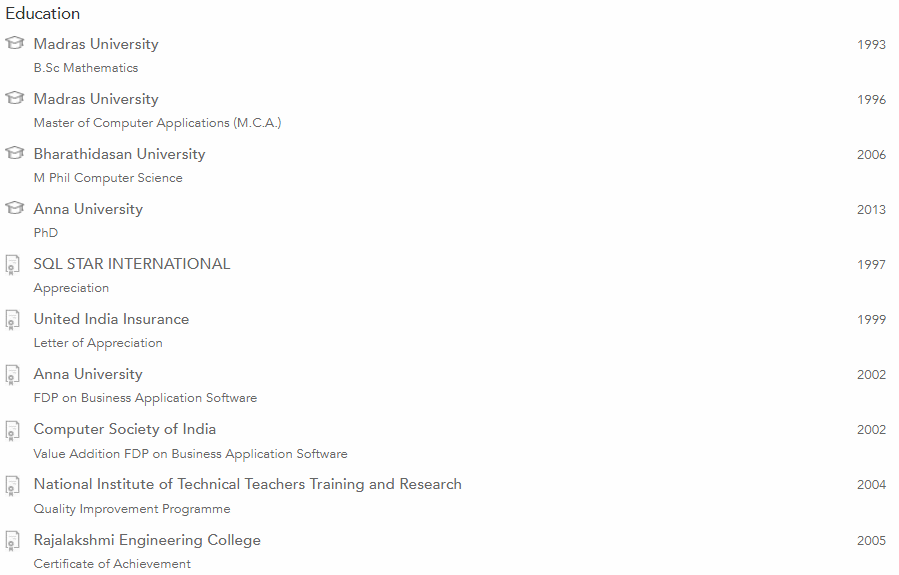 Education
Madras University 1993
B.Sc Mathematics
Madras University 1996
Master of Computer Applications (M.C.A.)
Bharathidasan University 2006
M Phil Computer Science
Anna University 2013
PhD
SQL STAR INTERNATIONAL 1997
Appreciation
United India Insurance 1999
Letter of Appreciation
Anna University 2002
FDP on Business Application Software
Computer Society of India 2002
Value Addition FDP on Business Application Software
National Institute of Technical Teachers Training and Research 2004
Quality Improvement Programme
Rajalakshmi Engineering College 2005
Certificate of Achievement